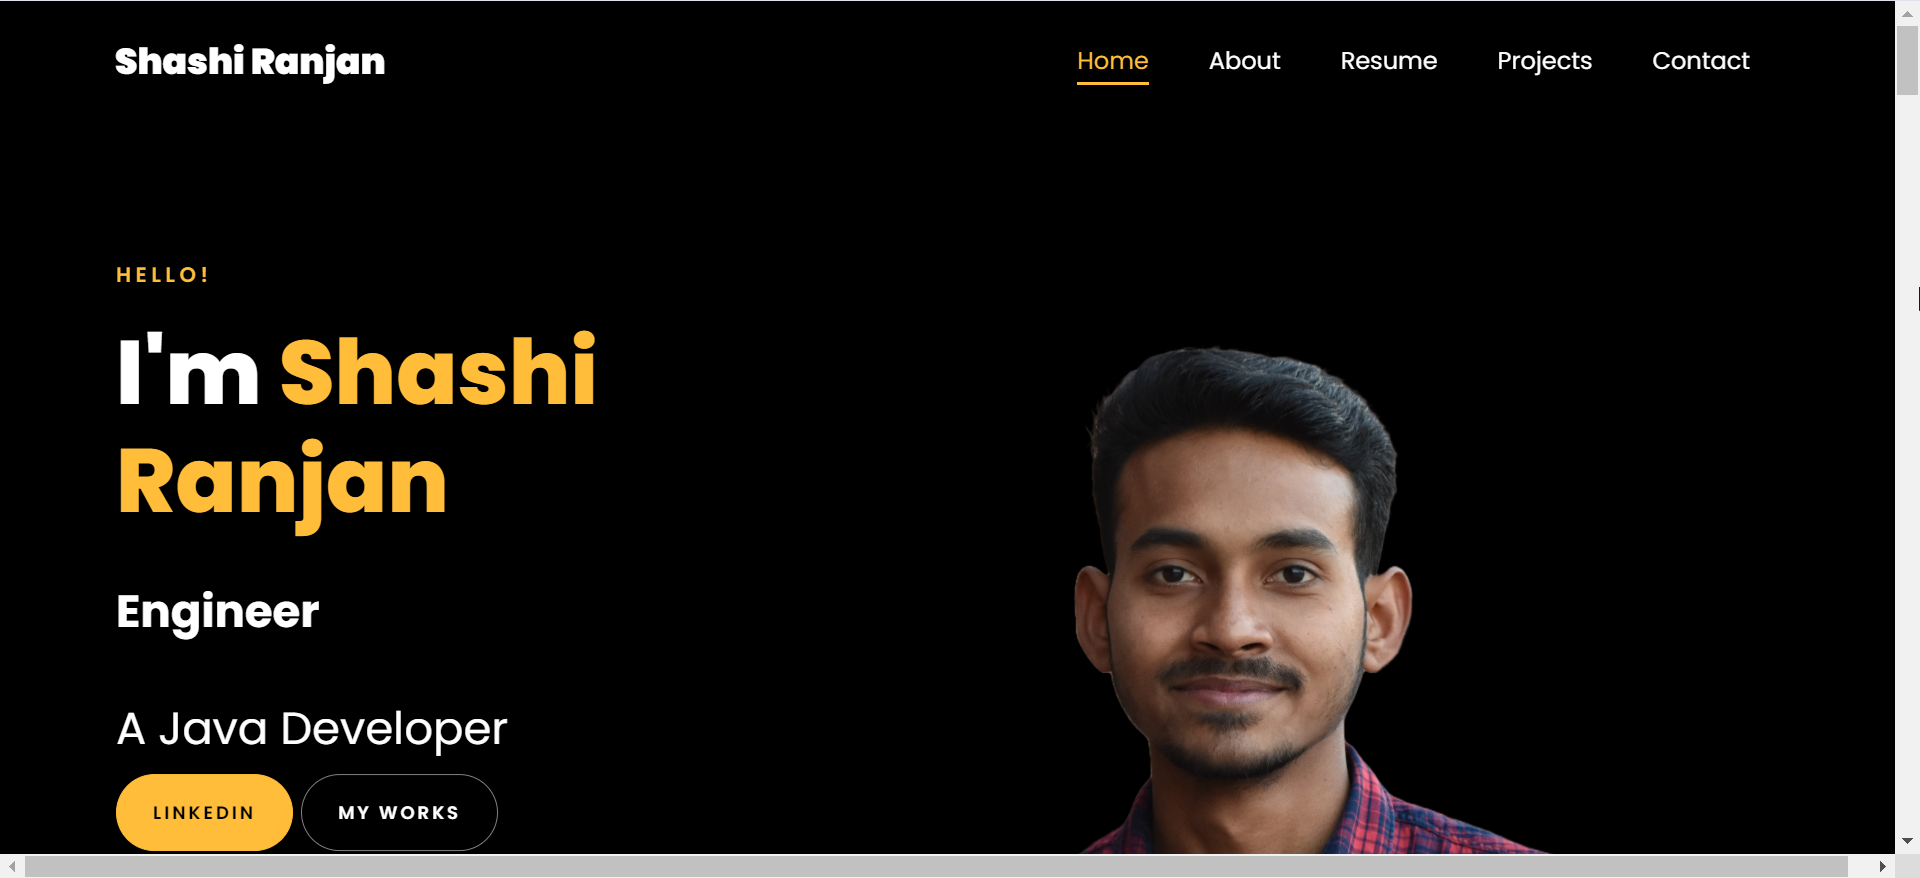 Shashi Ranjan
Home About Resume Projects Contact
HELLO!
I'm Shashi
Ranjan
Engineer
A Java Developer
LINKEDIN MY WORKS